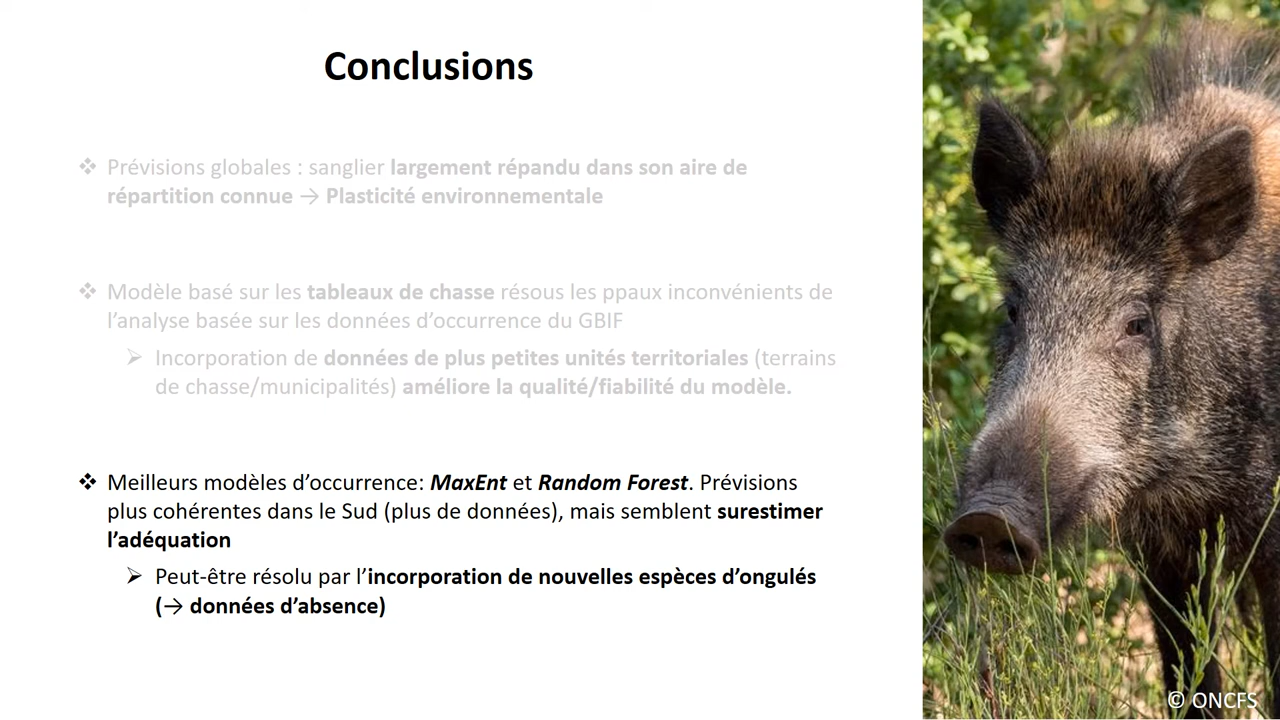 Conclusions
❖ Prévisions globales : sanglier largement répandu dans son aire de
répartition connue → Plasticité environnementale
❖ Modèle basé sur les tableaux de chasse résous les ppaux inconvénients de
l’analyse basée sur les données d’occurrence du GBIF
➢ Incorporation de données de plus petites unités territoriales (terrains
de chasse/municipalités) améliore la qualité/fiabilité du modèle.
❖ Meilleurs modèles d’occurrence: MaxEnt et Random Forest. Prévisions
plus cohérentes dans le Sud (plus de données), mais semblent surestimer
l’adéquation
➢ Peut-être résolu par l’incorporation de nouvelles espèces d’ongulés
(→ données d’absence)
© ONCFS